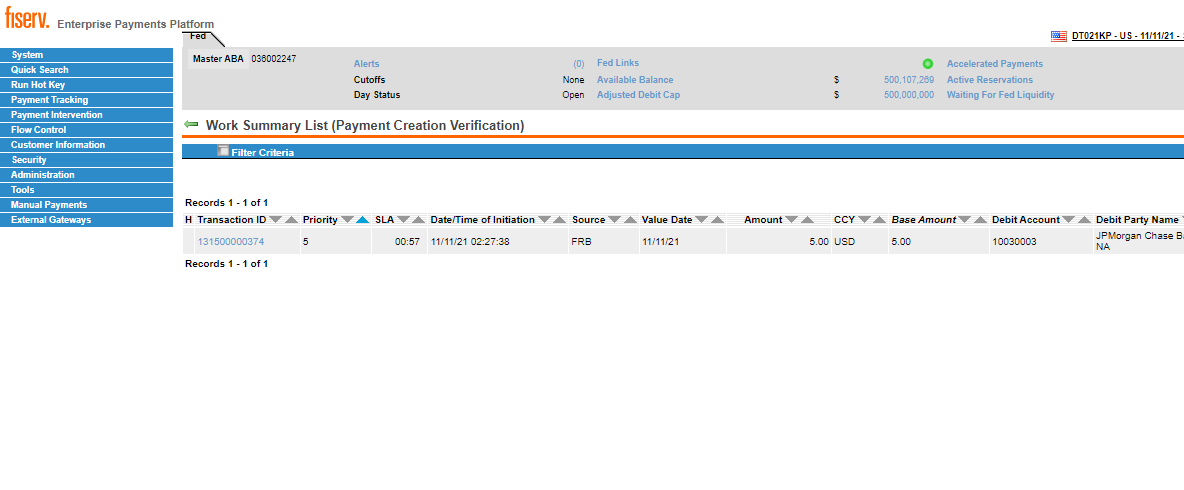 fiserv. Enterprise Payments Platform
Fed
DT021KP - US - 11/11/21 -
System
Quick Search
Run Hot Key
Payment Tracking
Payment Intervention
Flow Control
Customer Information
Security
Administration
Tools
Manual Payments
External Gateways
Master ABA 036002247
Alerts (0) Fed Links Accelerated Payments
Cutoffs None Available Balance $ 500,107,269 Active Reservations
Day Status Open Adjusted Debit Cap $ 500,000,000 Waiting For Fed Liquidity
Work Summary List (Payment Creation Verification)
Filter Criteria
Records 1 - 1 of 1
H Transaction ID Priority SLA Date/Time of Initiation Source Value Date Amount CCY Base Amount Debit Account Debit Party Name
131500000374 5 00:57 11/11/21 02:27:38 FRB 11/11/21 5.00 USD 5.00 10030003 JPMorgan Chase B
NA
Records 1 - 1 of 1